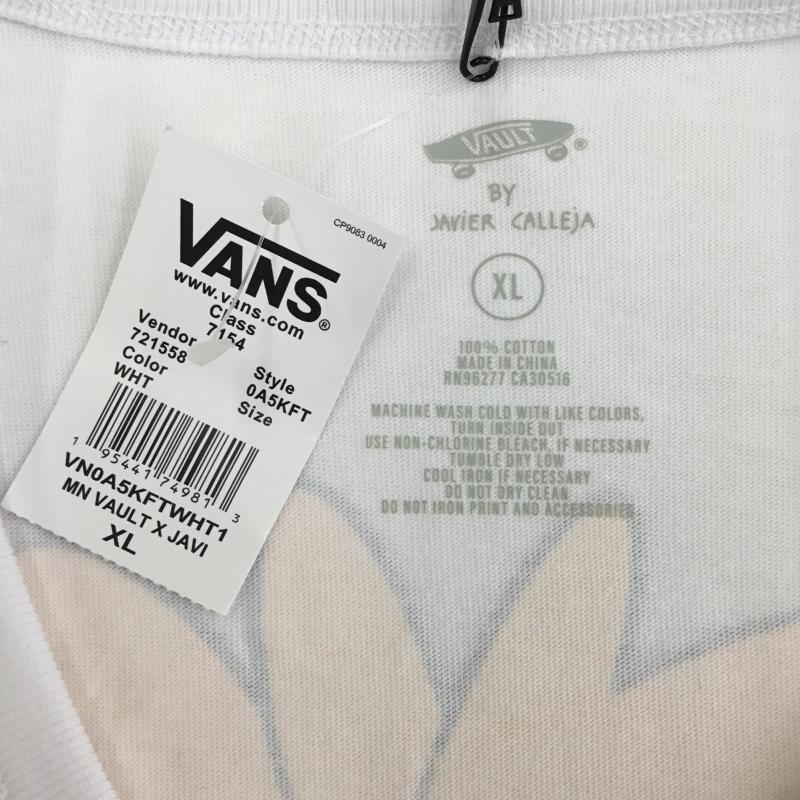 CP9083 0004
VANS®
www.vans.com
Class
7154
Vendor
721558
Style
0A5KFT
Color
WHT
Size
1 95441 74981 3
VN0A5KFTWHT1
MN VAULT X JAVI
XL
VAULT®
BY
JAVIER CALLEJA
XL
100% COTTON
MADE IN CHINA
RN96277 CA30516
MACHINE WASH COLD WITH LIKE COLORS,
TURN INSIDE OUT
USE NON-CHLORINE BLEACH, IF NECESSARY
TUMBLE DRY LOW
COOL IRON IF NECESSARY
DO NOT DRY CLEAN
DO NOT IRON PRINT AND ACCESSORIES